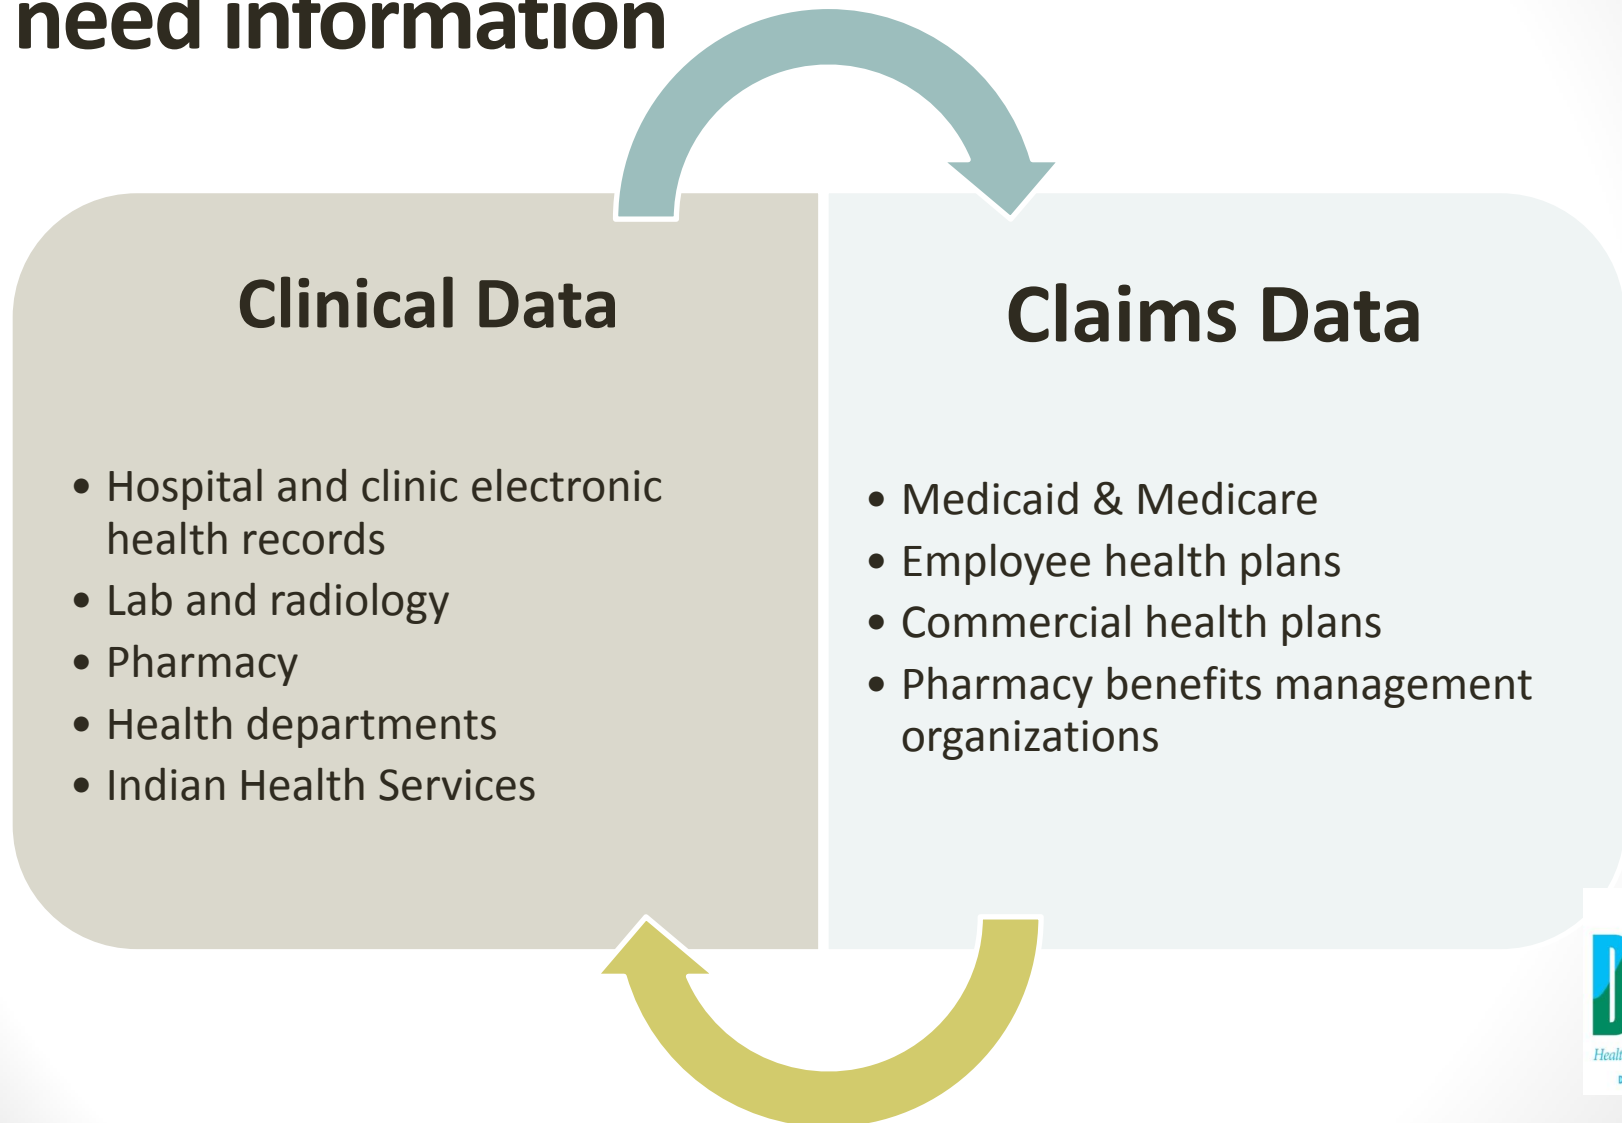 need information
Clinical Data
• Hospital and clinic electronic
health records
• Lab and radiology
• Pharmacy
• Health departments
• Indian Health Services
Claims Data
• Medicaid & Medicare
• Employee health plans
• Commercial health plans
• Pharmacy benefits management
organizations